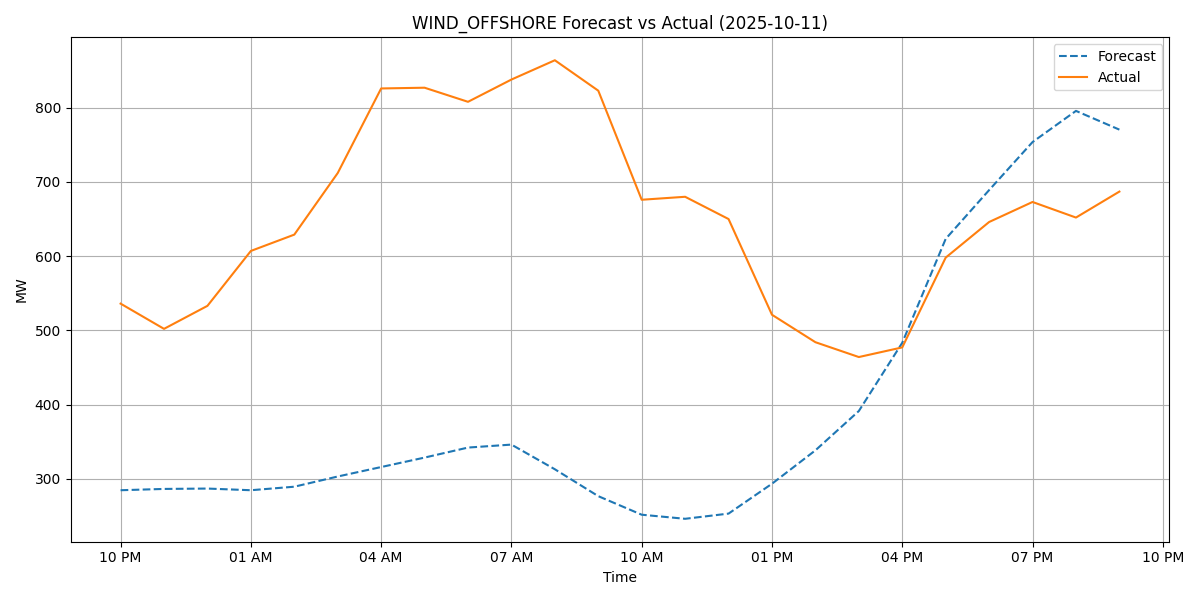 WIND_OFFSHORE Forecast vs Actual (2025-10-11)
Forecast
Actual
MW
800
700
600
500
400
300
10 PM 01 AM 04 AM 07 AM 10 AM 01 PM 04 PM 07 PM 10 PM
Time